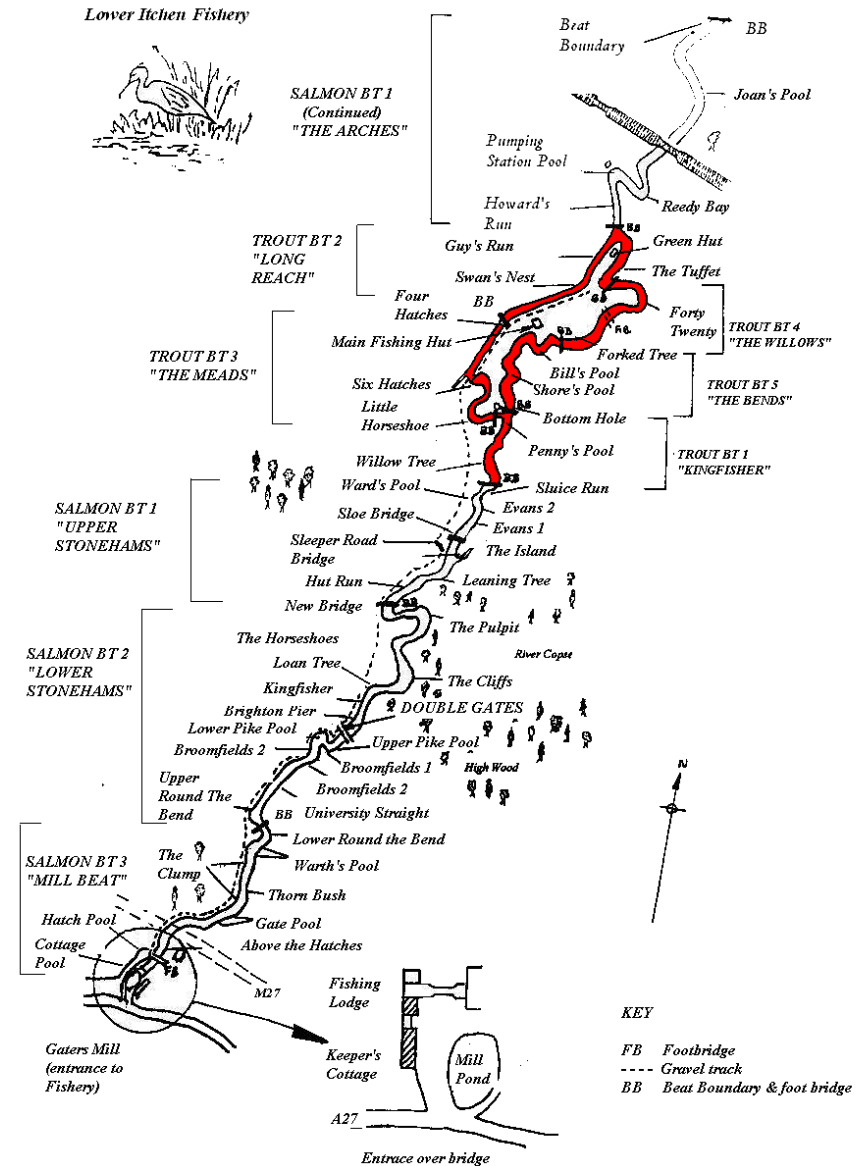 Lower Itchen Fishery
Beat
Boundary
BB
SALMON BT 1
(Continued)
"THE ARCHES"
Joan's Pool
Pumping
Station Pool
Howard's
Run
Reedy Bay
BB
TROUT BT 2
"LONG
REACH"
Guy's Run
Green Hut
Swan's Nest
The Tuffet
Four
Hatches
BB
BB
Forty
Twenty
TROUT BT 4
"THE WILLOWS"
TROUT BT 3
"THE MEADS"
Main Fishing Hut
BB
Forked Tree
Bill's Pool
Six Hatches
Shore's Pool
TROUT BT 5
"THE BENDS"
Little
Horseshoe
BB
BB
Bottom Hole
Penny's Pool
TROUT BT 1
"KINGFISHER"
Willow Tree
Ward's Pool
BB
Sluice Run
SALMON BT 1
"UPPER
STONEHAMS"
Evans 2
Sloe Bridge
Evans 1
Sleeper Road
Bridge
The Island
Hut Run
Leaning Tree
New Bridge
BB
The Pulpit
SALMON BT 2
"LOWER
STONEHAMS"
The Horseshoes
River Copse
Loan Tree
Kingfisher
The Cliffs
Brighton Pier
DOUBLE GATES
Lower Pike Pool
Broomfields 2
Upper Pike Pool
Broomfields 1
High Wood
Upper
Round The
Bend
Broomfields 2
BB
University Straight
N
SALMON BT 3
"MILL BEAT"
The
Clump
Lower Round the Bend
Warth's Pool
Thorn Bush
Hatch Pool
Gate Pool
Cottage
Pool
Above the Hatches
FB
M27
Fishing
Lodge
KEY
Gaters Mill
(entrance to
Fishery)
Keeper's
Cottage
Mill
Pond
FB Footbridge
---- Gravel track
BB Beat Boundary & foot bridge
A27
Entrace over bridge